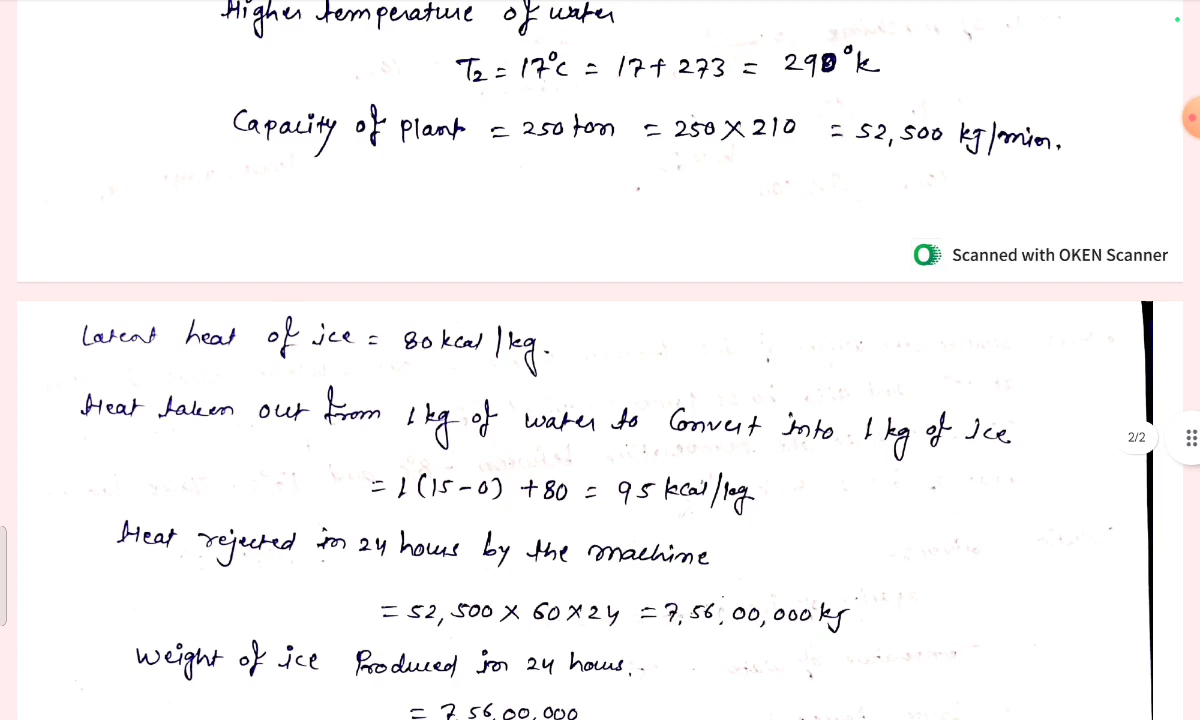 Higher temperature of water
T2 = 17°C = 17 + 273 = 290°k
Capacity of plant = 250 ton = 250 X 210 = 52,500 kJ/min.
Scanned with OKEN Scanner
Latent heat of ice = 80 kcal/kg.
Heat taken out from 1 kg of water to Convert into 1 kg of Ice
2/2
= 1 (15-0) + 80 = 95 kcal/kg
Heat rejected in 24 hours by the machine
= 52,500 X 60 X 24 = 7,56,00,000 kJ
Weight of ice Produced in 24 hours.
= 7,56,00,000